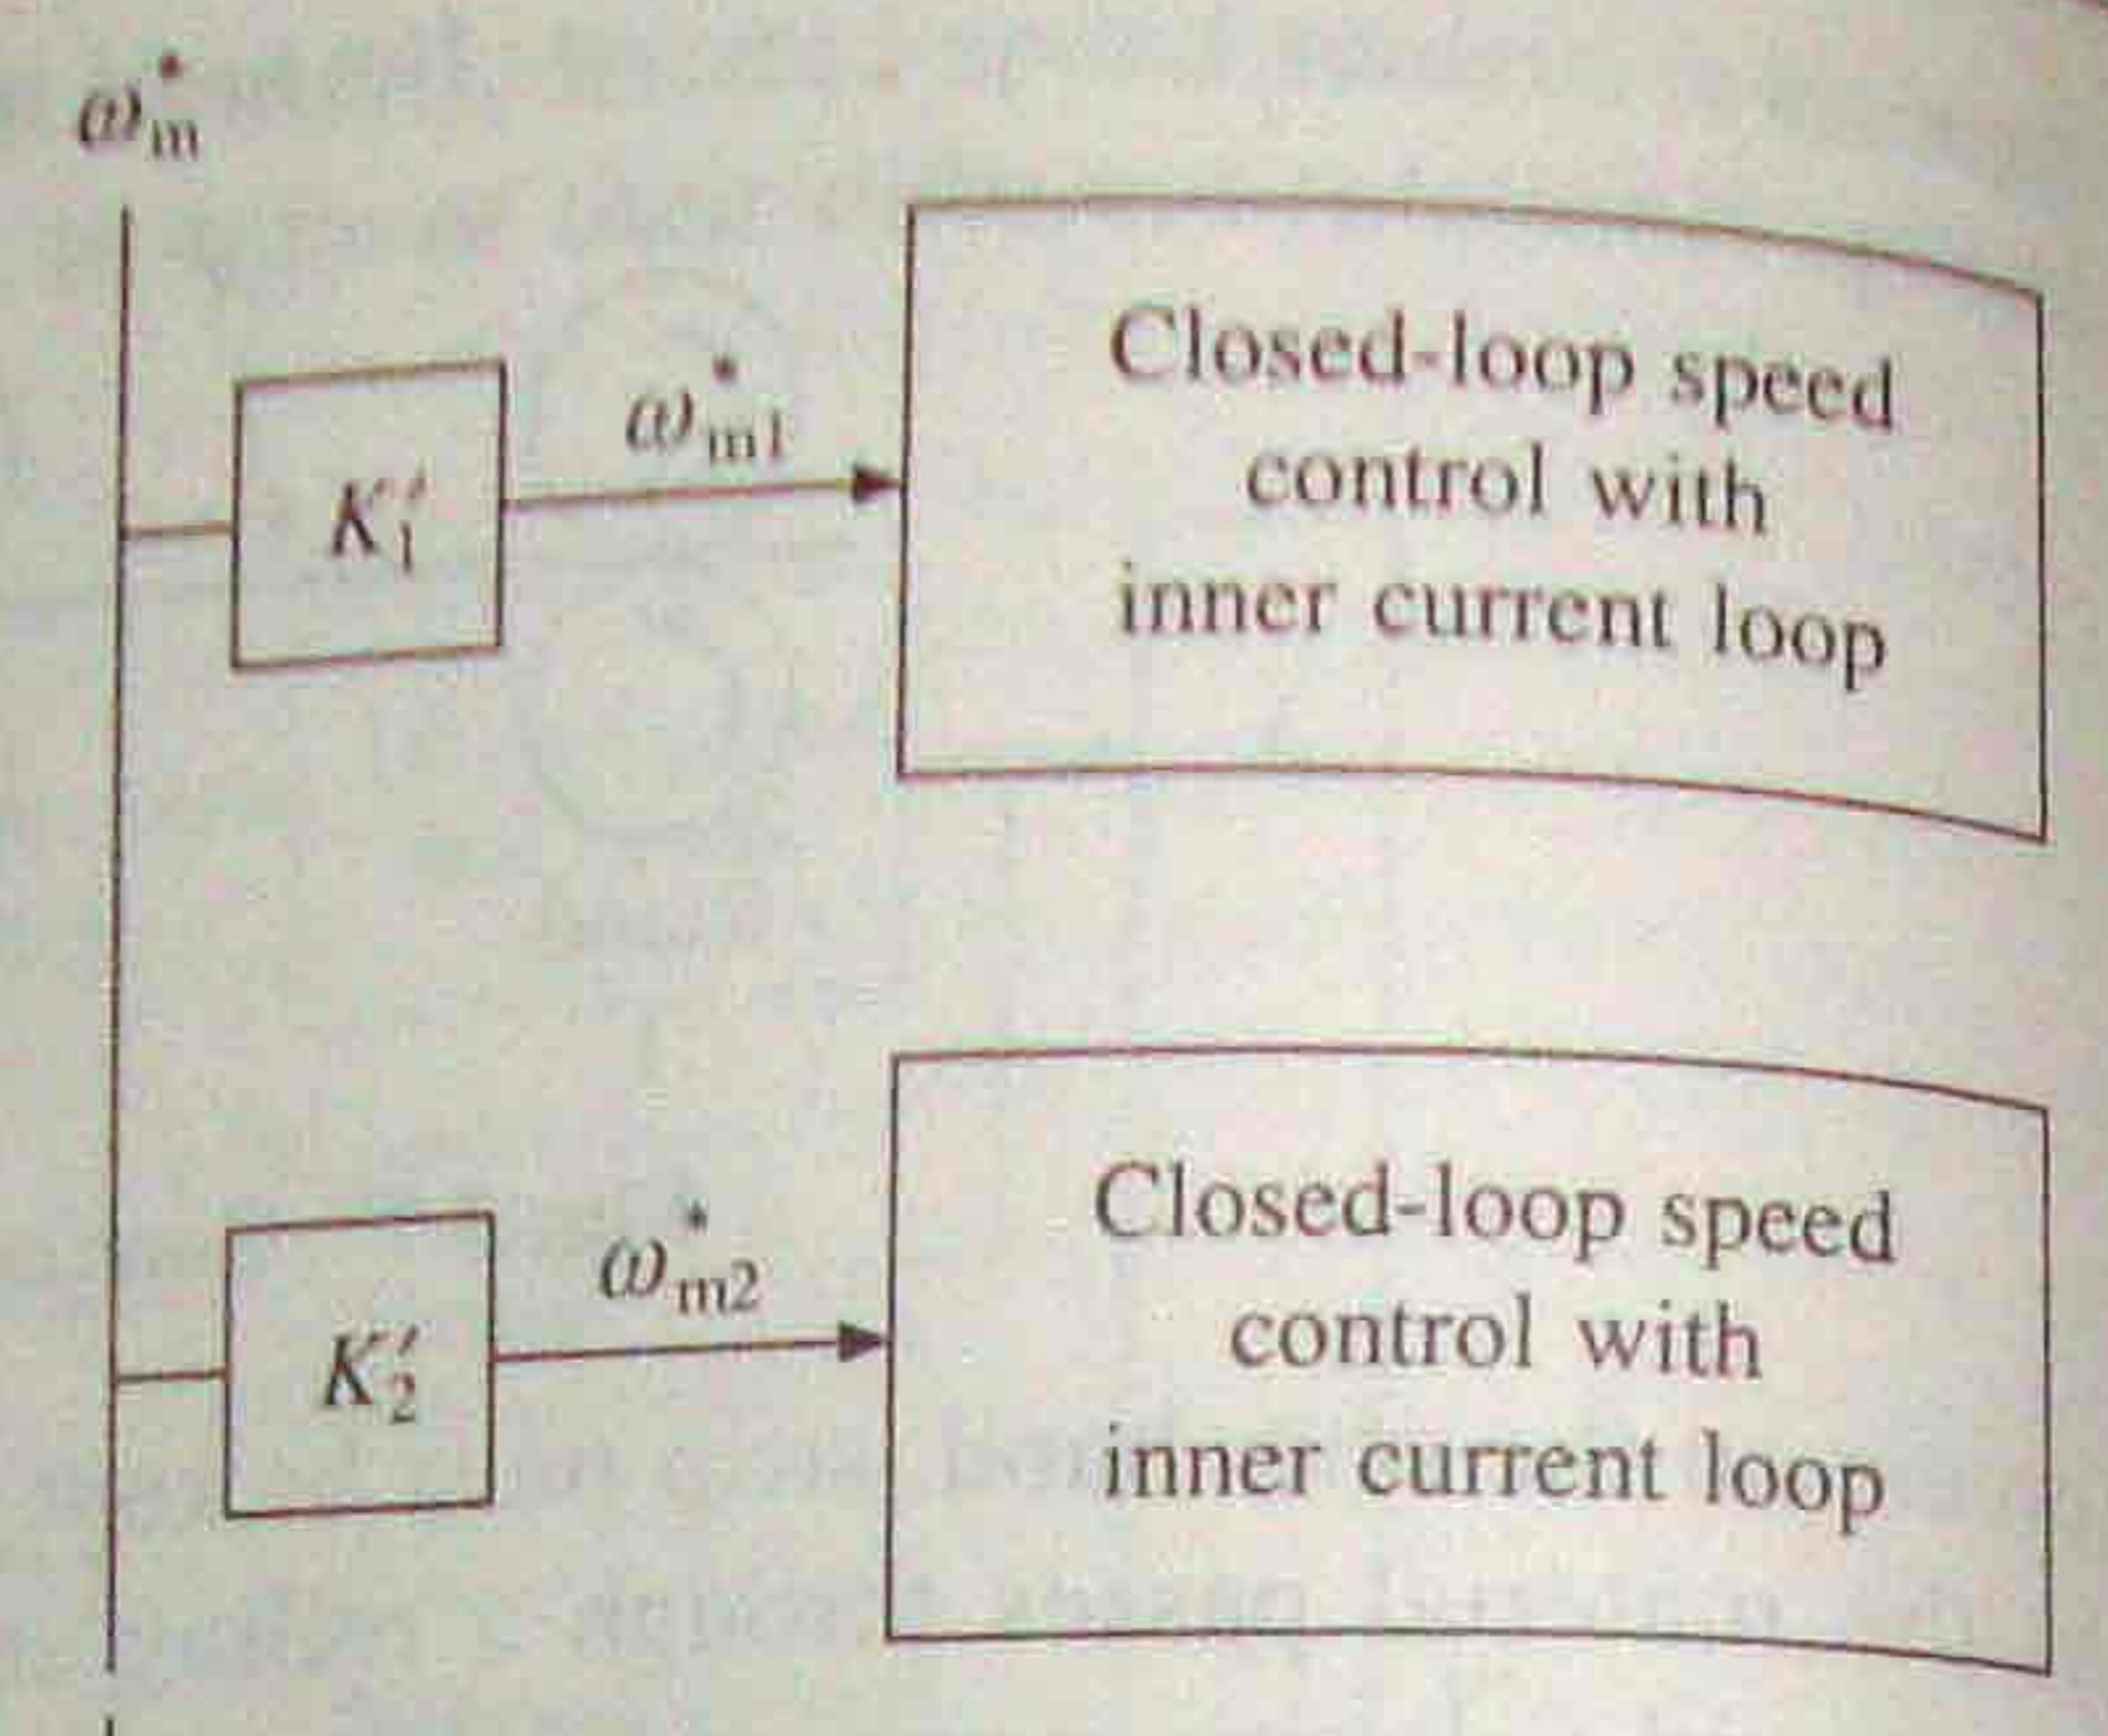 ω*m
K′1
ω*m1
Closed-loop speed
control with
inner current loop
K′2
ω*m2
Closed-loop speed
control with
inner current loop